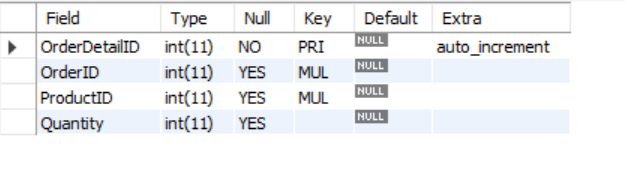 Field Type Null Key Default Extra
OrderDetailID int(11) NO PRI NULL auto_increment
OrderID int(11) YES MUL NULL
ProductID int(11) YES MUL NULL
Quantity int(11) YES NULL